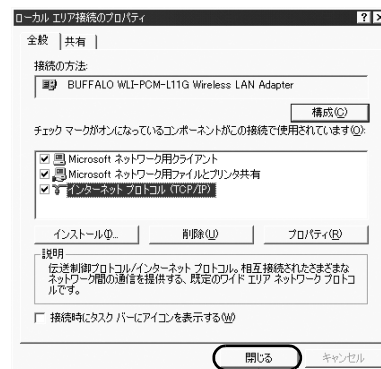 ローカル エリア接続のプロパティ
全般 共有
接続の方法:
BUFFALO WLI-PCM-L11G Wireless LAN Adapter
構成(C)
チェック マークがオンになっているコンポーネントがこの接続で使用されています(O):
Microsoft ネットワーク用クライアント
Microsoft ネットワーク用ファイルとプリンタ共有
インターネット プロトコル (TCP/IP)
インストール(I)... 削除(U) プロパティ(R)
説明
伝送制御プロトコル/インターネット プロトコル。相互接続されたさまざまな
ネットワーク間の通信を提供する、既定のワイド エリア ネットワーク プロトコ
ルです。
接続時にタスク バーにアイコンを表示する(W)
閉じる キャンセル